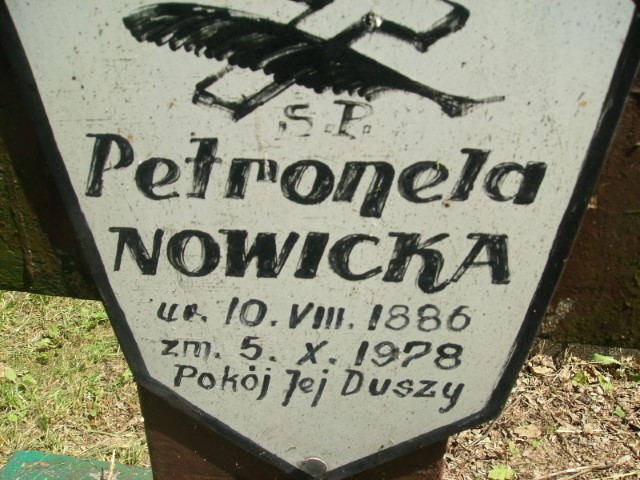 Ś.P.
Petronela
NOWICKA
ur. 10. VIII. 1886
zm. 5. X. 1978
Pokój Jej Duszy